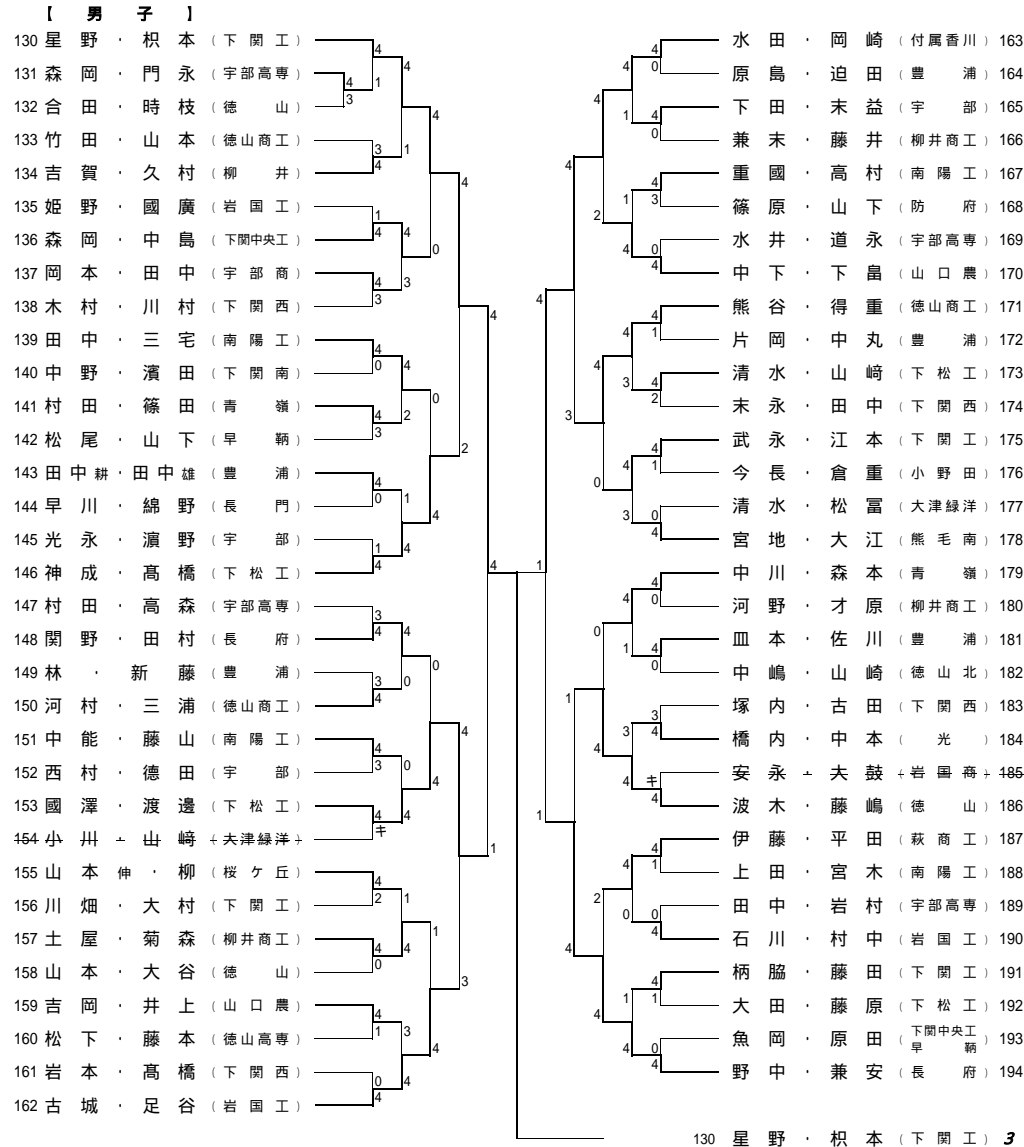 【 男 子 】
130 星 野 ・ 枳 本 （下 関 工）
131 森 岡 ・ 門 永 （宇部高専）
132 合 田 ・ 時 枝 （徳 山）
133 竹 田 ・ 山 本 （徳山商工）
134 吉 賀 ・ 久 村 （柳 井）
135 姫 野 ・ 國 廣 （岩 国 工）
136 森 岡 ・ 中 島 （下関中央工）
137 岡 本 ・ 田 中 （宇 部 商）
138 木 村 ・ 川 村 （下 関 西）
139 田 中 ・ 三 宅 （南 陽 工）
140 中 野 ・ 濱 田 （下 関 南）
141 村 田 ・ 篠 田 （青 嶺）
142 松 尾 ・ 山 下 （早 鞆）
143 田 中 耕 ・ 田 中 雄 （豊 浦）
144 早 川 ・ 綿 野 （長 門）
145 光 永 ・ 濵 野 （宇 部）
146 神 成 ・ 髙 橋 （下 松 工）
147 村 田 ・ 高 森 （宇部高専）
148 関 野 ・ 田 村 （長 府）
149 林 ・ 新 藤 （豊 浦）
150 河 村 ・ 三 浦 （徳山商工）
151 中 能 ・ 藤 山 （南 陽 工）
152 西 村 ・ 德 田 （宇 部）
153 國 澤 ・ 渡 邊 （下 松 工）
154 小 川 ・ 山 﨑 （大津緑洋）
155 山 本 伸 ・ 柳 （桜 ケ 丘）
156 川 畑 ・ 大 村 （下 関 工）
157 土 屋 ・ 菊 森 （柳井商工）
158 山 本 ・ 大 谷 （徳 山）
159 吉 岡 ・ 井 上 （山 口 農）
160 松 下 ・ 藤 本 （徳山高専）
161 岩 本 ・ 髙 橋 （下 関 西）
162 古 城 ・ 足 谷 （岩 国 工）
水 田 ・ 岡 崎 （付属香川） 163
原 島 ・ 迫 田 （豊 浦） 164
下 田 ・ 末 益 （宇 部） 165
兼 末 ・ 藤 井 （柳井商工） 166
重 國 ・ 高 村 （南 陽 工） 167
篠 原 ・ 山 下 （防 府） 168
水 井 ・ 道 永 （宇部高専） 169
中 下 ・ 下 畠 （山 口 農） 170
熊 谷 ・ 得 重 （徳山商工） 171
片 岡 ・ 中 丸 （豊 浦） 172
清 水 ・ 山 﨑 （下 松 工） 173
末 永 ・ 田 中 （下 関 西） 174
武 永 ・ 江 本 （下 関 工） 175
今 長 ・ 倉 重 （小 野 田） 176
清 水 ・ 松 冨 （大津緑洋） 177
宮 地 ・ 大 江 （熊 毛 南） 178
中 川 ・ 森 本 （青 嶺） 179
河 野 ・ 才 原 （柳井商工） 180
皿 本 ・ 佐 川 （豊 浦） 181
中 嶋 ・ 山 崎 （徳 山 北） 182
塚 内 ・ 古 田 （下 関 西） 183
橋 内 ・ 中 本 （光） 184
安 永 ・ 大 鼓 （岩 国 商） 185
波 木 ・ 藤 嶋 （徳 山） 186
伊 藤 ・ 平 田 （萩 商 工） 187
上 田 ・ 宮 木 （南 陽 工） 188
田 中 ・ 岩 村 （宇部高専） 189
石 川 ・ 村 中 （岩 国 工） 190
柄 脇 ・ 藤 田 （下 関 工） 191
大 田 ・ 藤 原 （下 松 工） 192
魚 岡 ・ 原 田 （下関中央工 早 鞆） 193
野 中 ・ 兼 安 （長 府） 194
130 星 野 ・ 枳 本 （下 関 工） 3